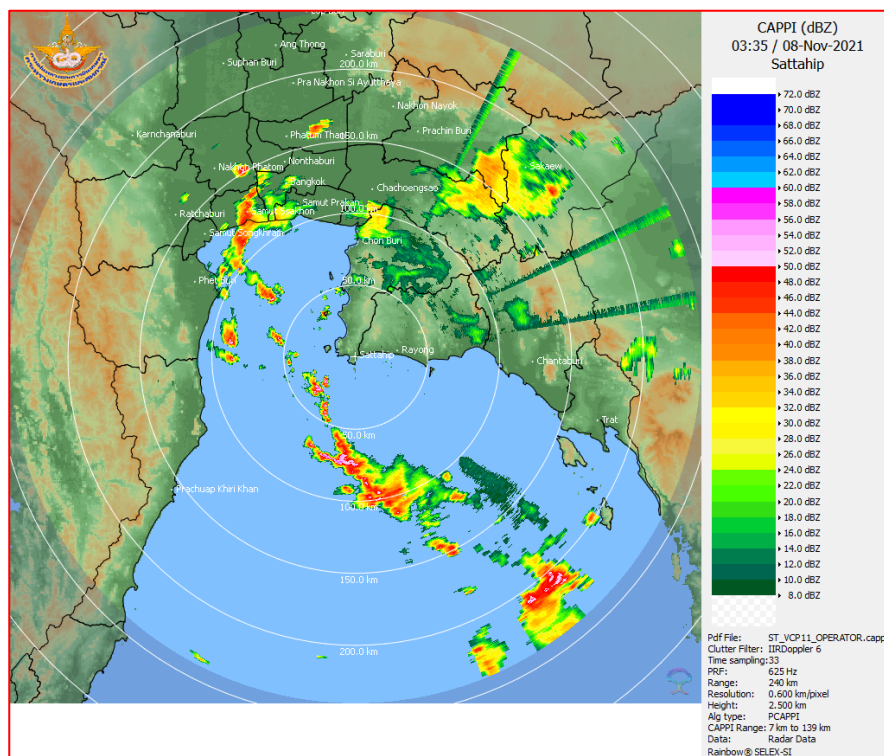 CAPPI (dBZ)
03:35 / 08-Nov-2021
Sattahip
72.0 dBZ
70.0 dBZ
68.0 dBZ
66.0 dBZ
64.0 dBZ
62.0 dBZ
60.0 dBZ
58.0 dBZ
56.0 dBZ
54.0 dBZ
52.0 dBZ
50.0 dBZ
48.0 dBZ
46.0 dBZ
44.0 dBZ
42.0 dBZ
40.0 dBZ
38.0 dBZ
36.0 dBZ
34.0 dBZ
32.0 dBZ
30.0 dBZ
28.0 dBZ
26.0 dBZ
24.0 dBZ
22.0 dBZ
20.0 dBZ
18.0 dBZ
16.0 dBZ
14.0 dBZ
12.0 dBZ
10.0 dBZ
8.0 dBZ
Pdf File: ST_VCP11_OPERATOR.capp
Clutter Filter: IIRDoppler 6
Time sampling:33
PRF: 625 Hz
Range: 240 km
Resolution: 0.600 km/pixel
Height: 2.500 km
Alg type: PCAPPI
CAPPI Range: 7 km to 139 km
Data: Radar Data
Rainbow® SELEX-SI
Ang Thong
Saraburi
Suphan Buri
200.0 km
Pra Nakhon Si Ayutthaya
Nakhon Nayok
Karnchanaburi
Phatum Thani
150.0 km
Prachin Buri
Nonthaburi
Nakhon Phatom
Sakaew
Bangkok
Chachoengsao
Samut Prakan
100.0 km
Ratchaburi
Samut Sakhon
Samut Songkhram
Chon Buri
Phetburi
50.0 km
Rayong
Sattahip
Chantaburi
Trat
50.0 km
Prachuap Khiri Khan
100.0 km
150.0 km
200.0 km